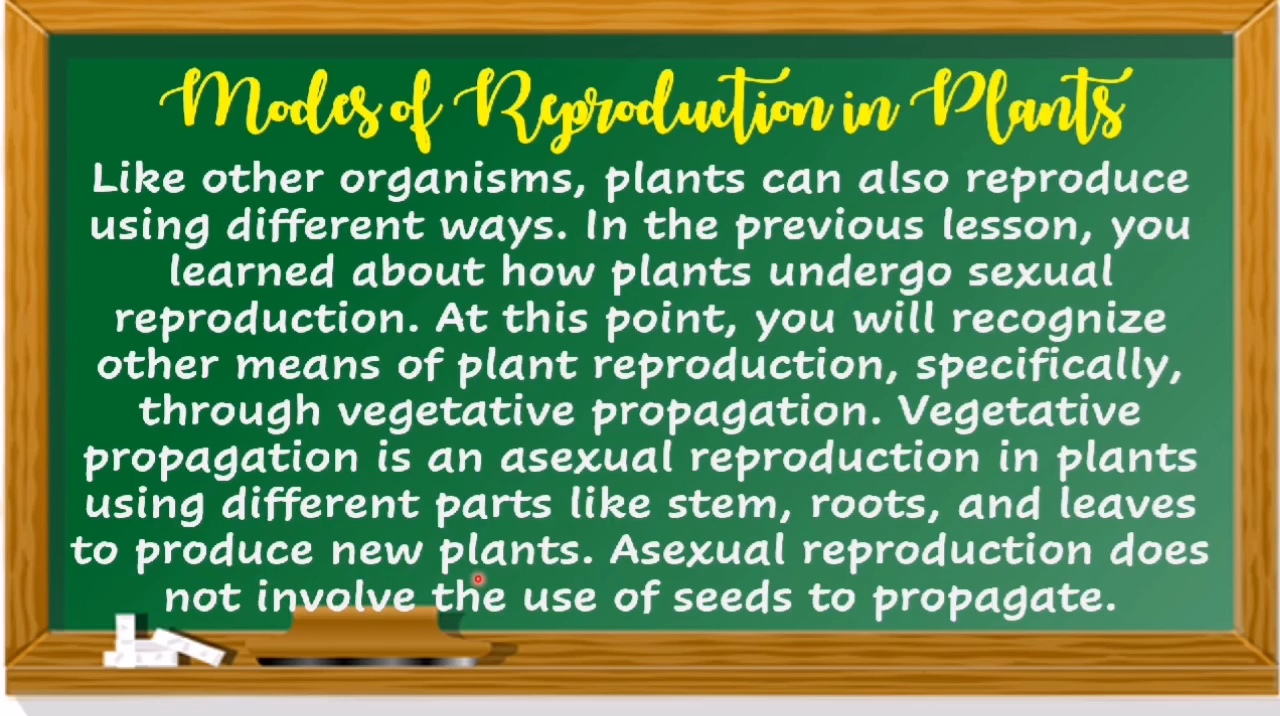 Modes of Reproduction in Plants
Like other organisms, plants can also reproduce
using different ways. In the previous lesson, you
learned about how plants undergo sexual
reproduction. At this point, you will recognize
other means of plant reproduction, specifically,
through vegetative propagation. Vegetative
propagation is an asexual reproduction in plants
using different parts like stem, roots, and leaves
to produce new plants. Asexual reproduction does
not involve the use of seeds to propagate.